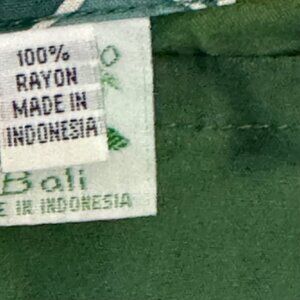 100%
RAYON
MADE IN
INDONESIA
Bali
E IN INDONESIA